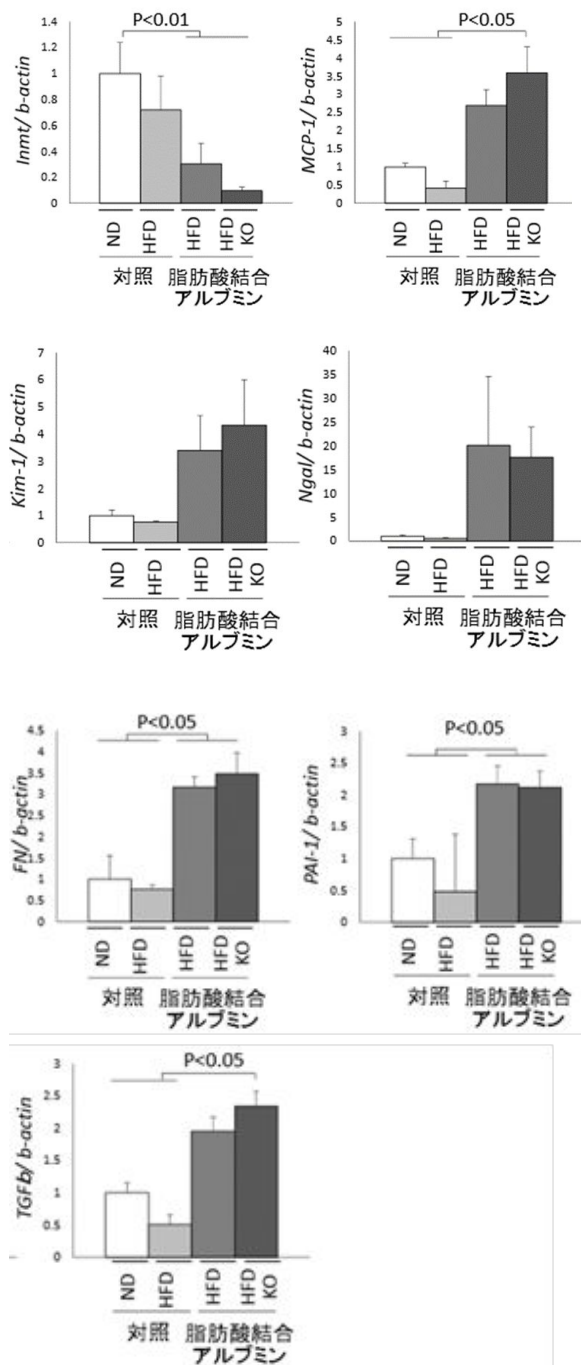 P<0.01
Inmt/ b-actin
1.4
1.2
1
0.8
0.6
0.4
0.2
0
ND
HFD
HFD
HFD
KO
対照
脂肪酸結合
アルブミン
P<0.05
MCP-1/ b-actin
5
4.5
4
3.5
3
2.5
2
1.5
1
0.5
0
ND
HFD
HFD
HFD
KO
対照
脂肪酸結合
アルブミン
Kim-1/ b-actin
7
6
5
4
3
2
1
0
ND
HFD
HFD
HFD
KO
対照
脂肪酸結合
アルブミン
Ngal/ b-actin
40
35
30
25
20
15
10
5
0
ND
HFD
HFD
HFD
KO
対照
脂肪酸結合
アルブミン
P<0.05
FN/ b-actin
4.5
4
3.5
3
2.5
2
1.5
1
0.5
0
ND
HFD
HFD
HFD
KO
対照
脂肪酸結合
アルブミン
P<0.05
PAI-1/ b-actin
3
2.5
2
1.5
1
0.5
0
ND
HFD
HFD
HFD
KO
対照
脂肪酸結合
アルブミン
P<0.05
TGFb/ b-actin
3
2.5
2
1.5
1
0.5
0
ND
HFD
HFD
HFD
KO
対照
脂肪酸結合
アルブミン